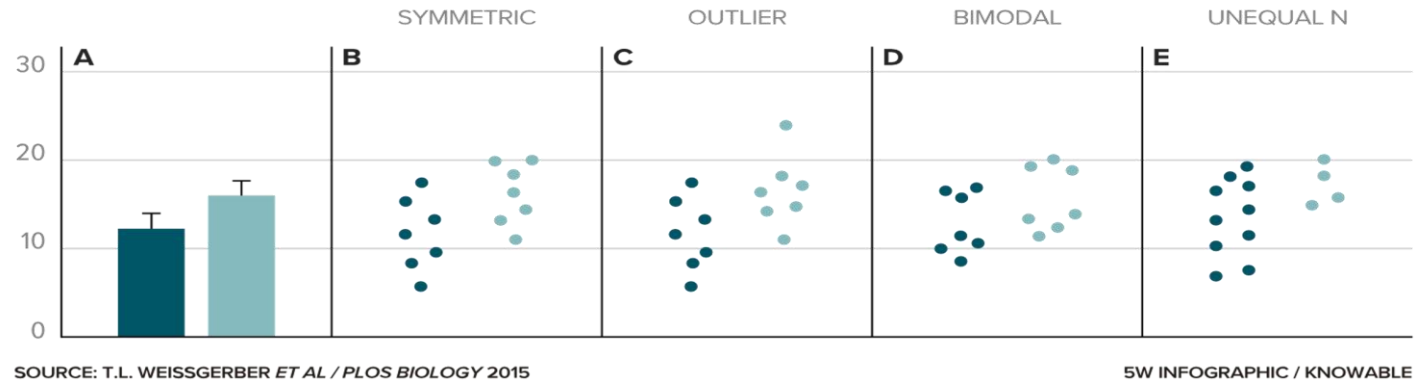 SYMMETRIC OUTLIER BIMODAL UNEQUAL N
A B C D E
30
20
10
0
SOURCE: T.L. WEISSGERBER ET AL / PLOS BIOLOGY 2015 5W INFOGRAPHIC / KNOWABLE